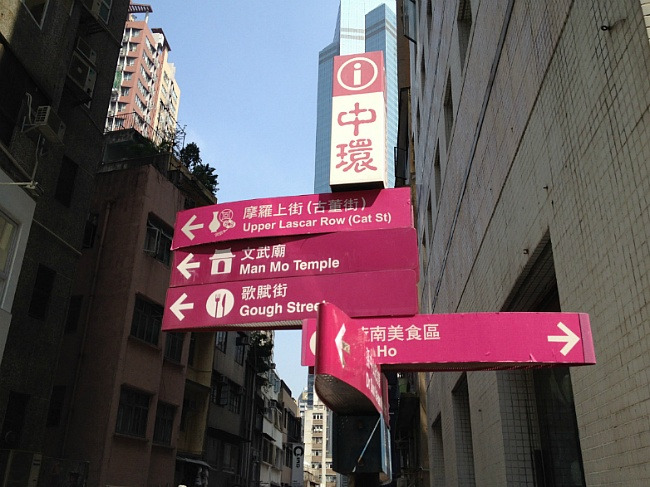 i
中環
摩羅上街(古董街)
Upper Lascar Row (Cat St)
文武廟
Man Mo Temple
歌賦街
Gough Street
南美食區
Ho